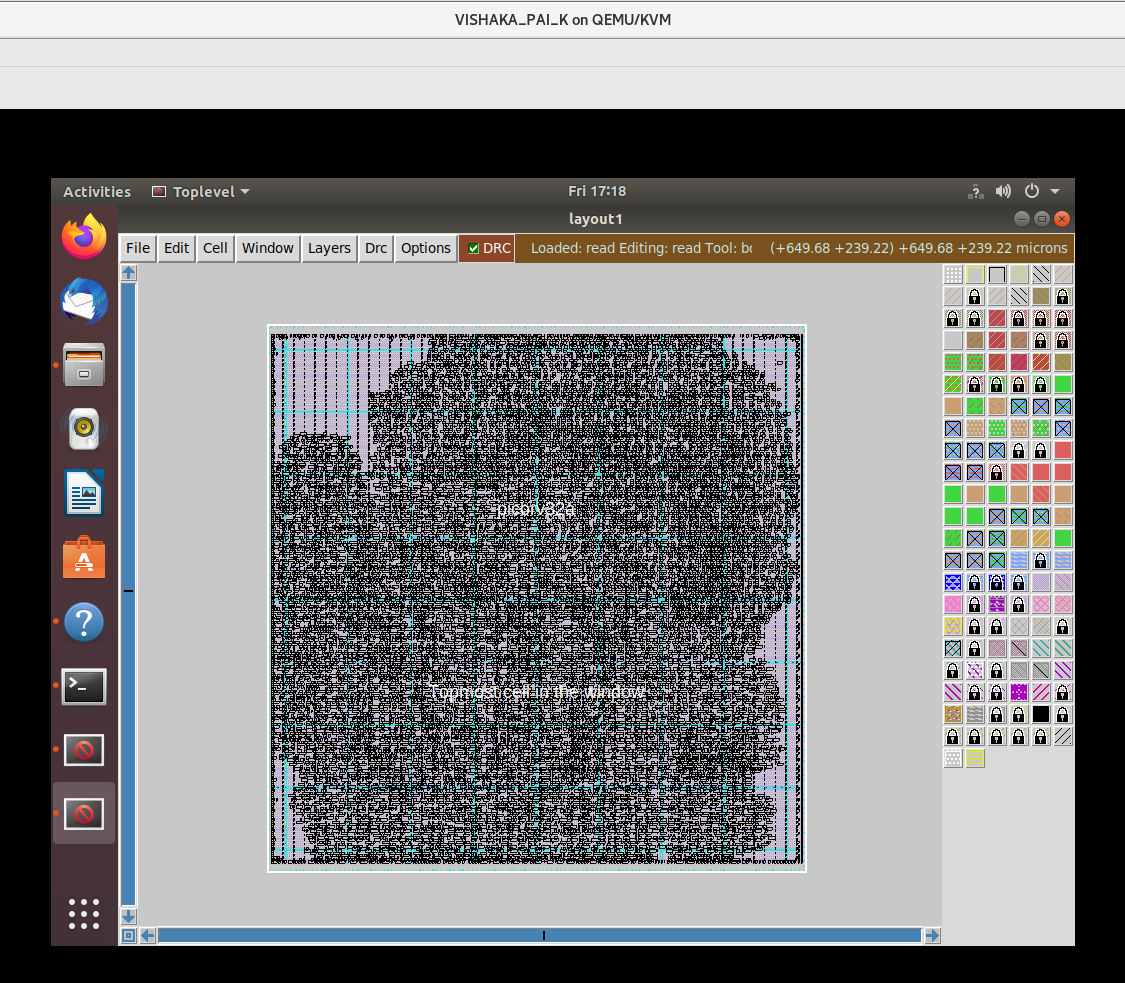 VISHAKA_PAI_K on QEMU/KVM
Activities Toplevel Fri 17:18
layout1
File Edit Cell Window Layers Drc Options DRC Loaded: read Editing: read Tool: bo (+649.68 +239.22) +649.68 +239.22 microns
picorv32a
Topmost cell in the window